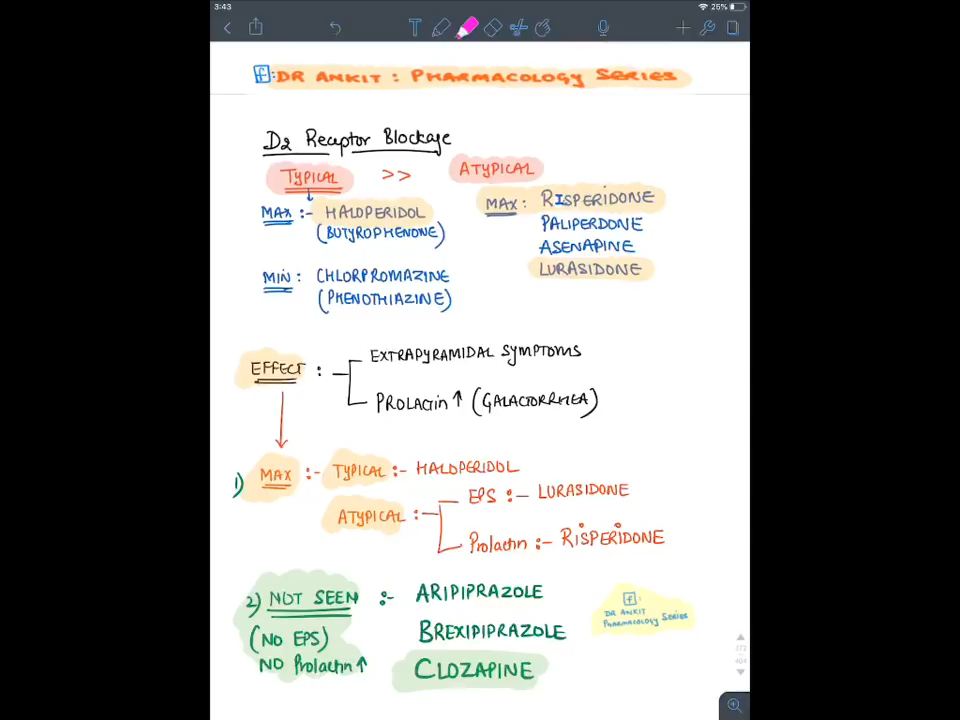 3:43
25%
f : DR ANKIT : PHARMACOLOGY SERIES
D2 Receptor Blockage
TYPICAL >> ATYPICAL
MAX :- HALOPERIDOL
(BUTYROPHENONE)
MIN : CHLORPROMAZINE
(PHENOTHIAZINE)
MAX : RISPERIDONE
PALIPERDONE
ASENAPINE
LURASIDONE
EFFECT :
EXTRAPYRAMIDAL SYMPTOMS
PROLACTIN ↑ (GALACTORRHEA)
1) MAX :- TYPICAL :- HALOPERIDOL
ATYPICAL :-
EPS :- LURASIDONE
Prolactin :- RISPERIDONE
2) NOT SEEN :- ARIPIPRAZOLE
(NO EPS) BREXIPIPRAZOLE
NO Prolactin ↑ CLOZAPINE
f :
DR ANKIT
PHARMACOLOGY SERIES